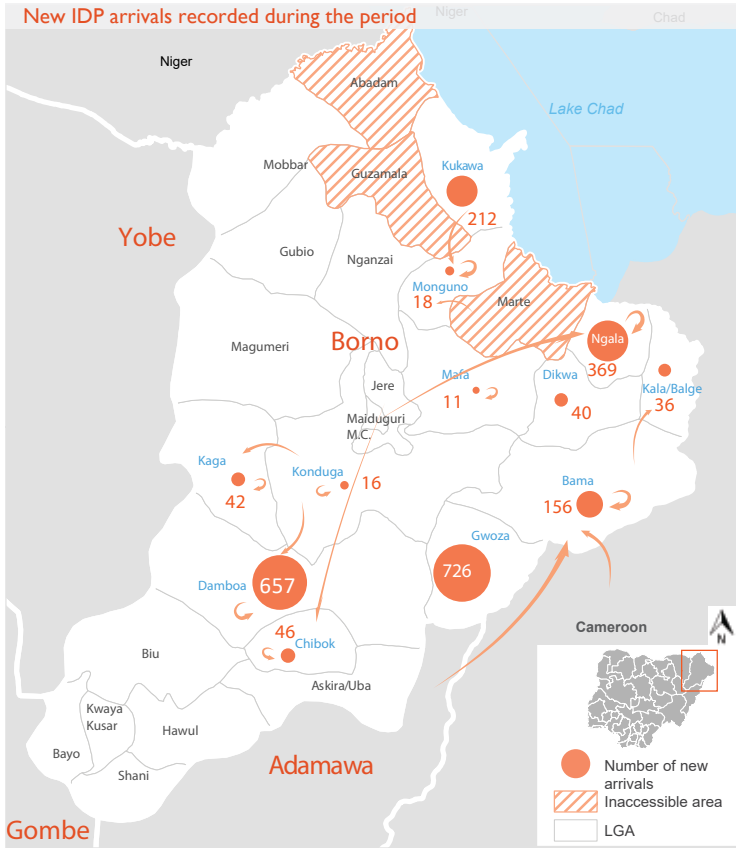 New IDP arrivals recorded during the period
Niger
Chad
Niger
Abadam
Lake Chad
Mobbar
Guzamala
Kukawa
212
Yobe
Gubio
Nganzai
Monguno
18
Marte
Magumeri
Borno
Ngala
369
Jere
Mafa
11
Dikwa
40
Kala/Balge
36
Maiduguri
M.C.
Kaga
42
Konduga
16
Bama
156
Damboa
657
Gwoza
726
46
Chibok
Cameroon
N
Biu
Askira/Uba
Kwaya
Kusar
Hawul
Bayo
Shani
Adamawa
Gombe
Number of new
arrivals
Inaccessible area
LGA